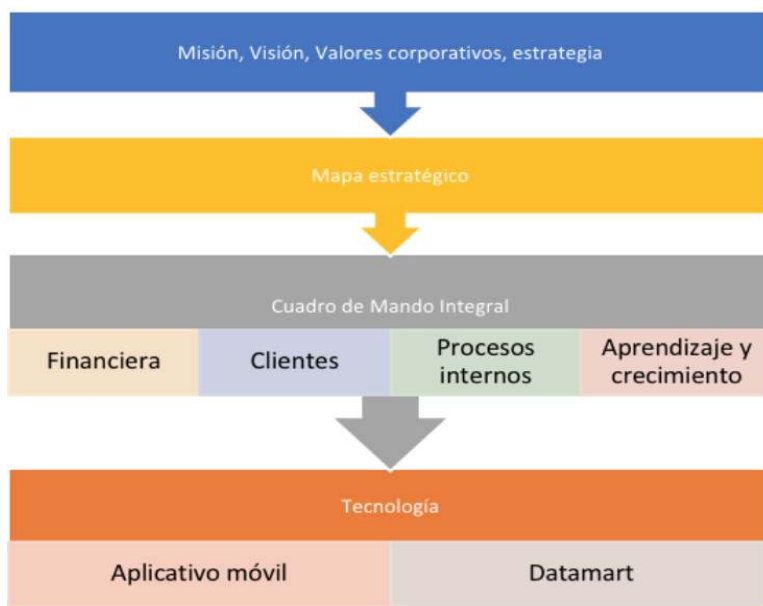 Misión, Visión, Valores corporativos, estrategia
Mapa estratégico
Cuadro de Mando Integral
Financiera
Clientes
Procesos
internos
Aprendizaje y
crecimiento
Tecnología
Aplicativo móvil
Datamart